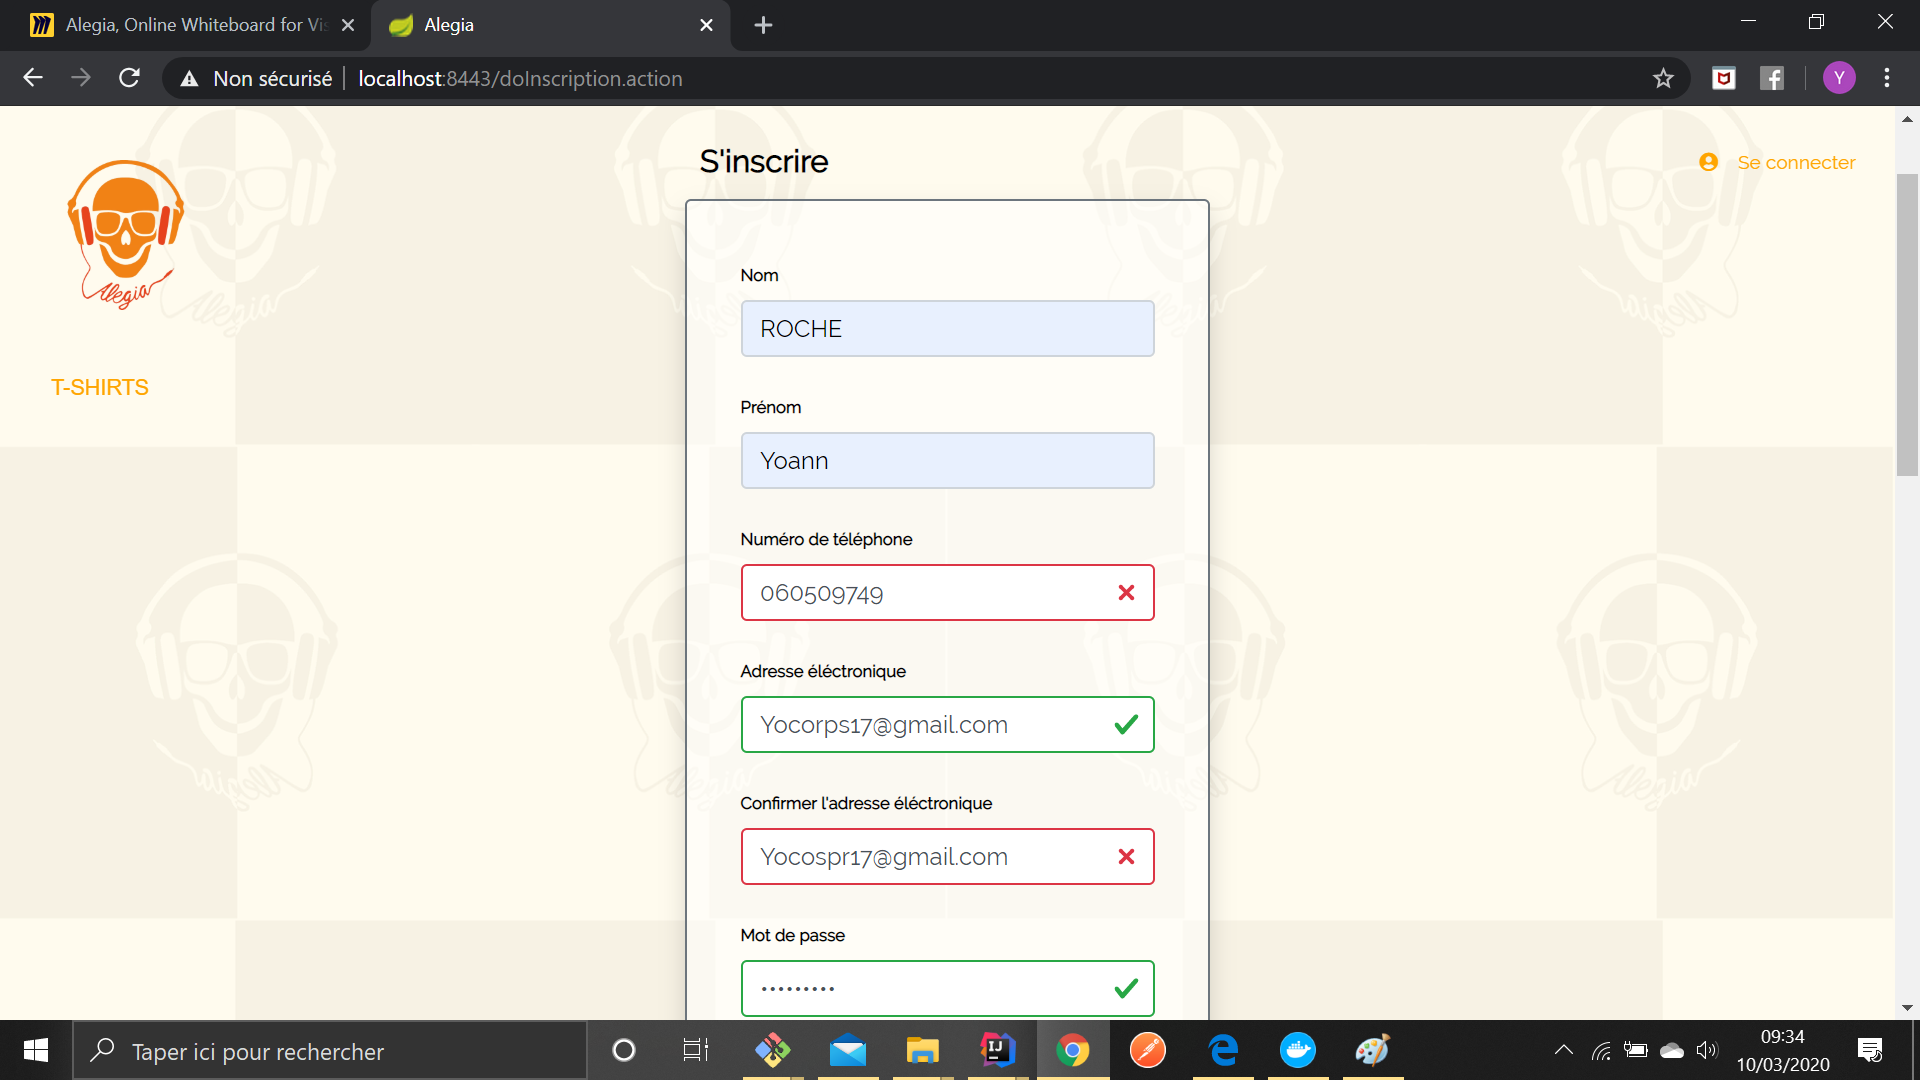 Alegia, Online Whiteboard for Vis
Alegia
Non sécurisé
localhost:8443/doInscription.action
Y
Alegia
S'inscrire
Se connecter
T-SHIRTS
Nom
ROCHE
Prénom
Yoann
Numéro de téléphone
060509749
Adresse éléctronique
Yocorps17@gmail.com
Confirmer l'adresse éléctronique
Yocospr17@gmail.com
Mot de passe
•••••••••
Taper ici pour rechercher
IJ
09:34
10/03/2020